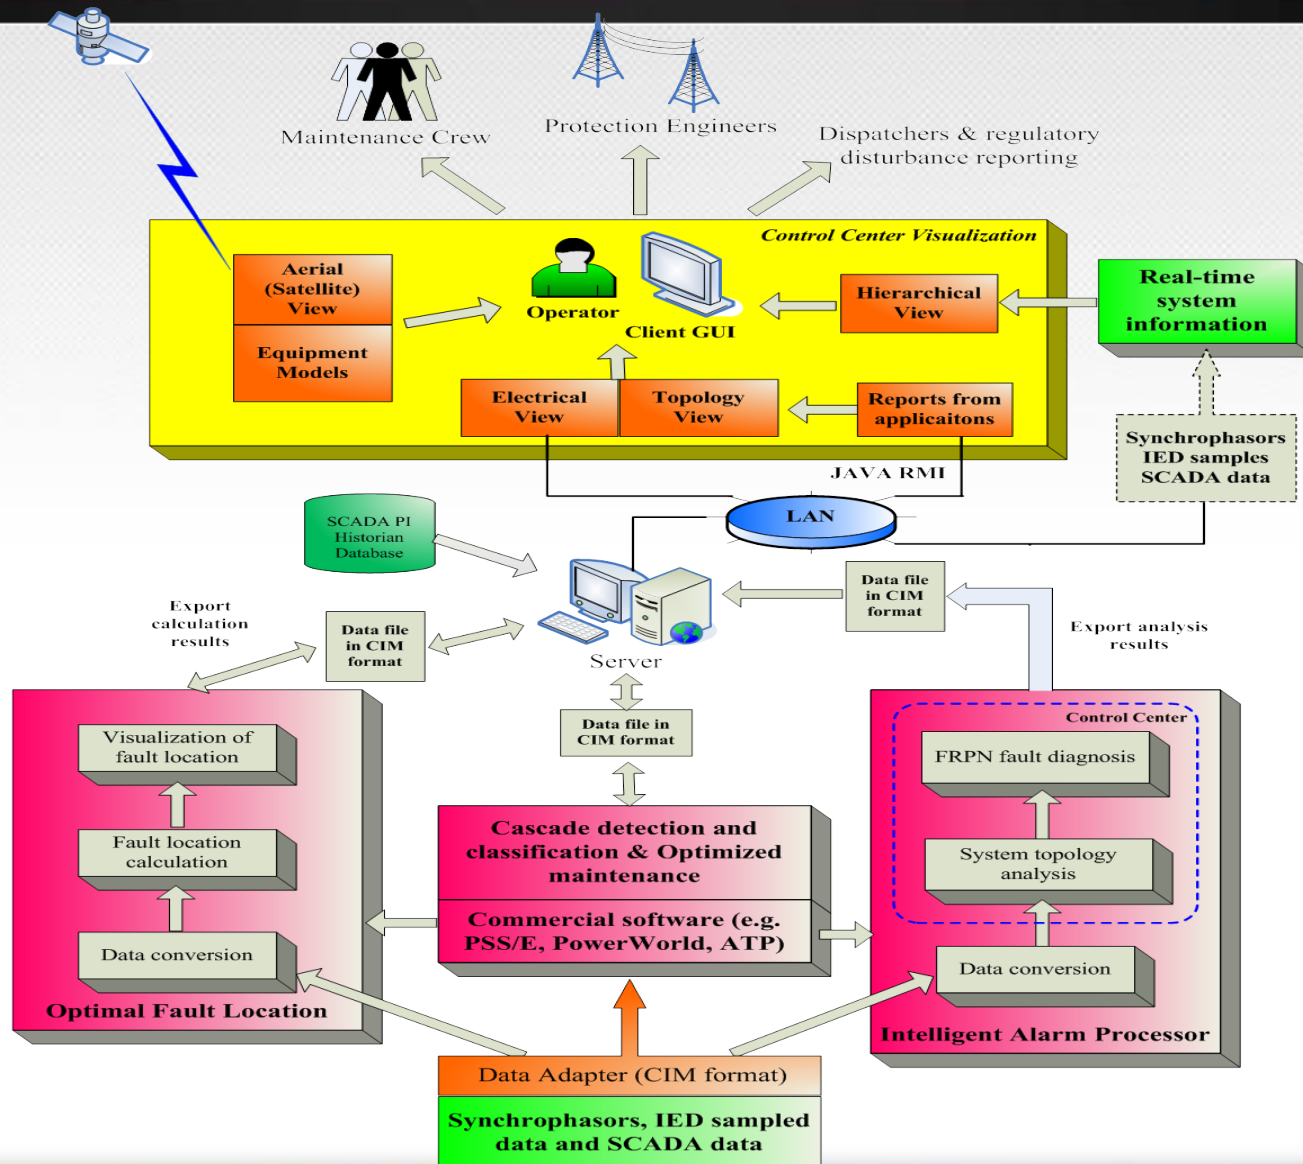 Maintenance Crew
Protection Engineers
Dispatchers & regulatory
disturbance reporting
Control Center Visualization
Aerial
(Satellite)
View
Equipment
Models
Operator
Client GUI
Hierarchical
View
Real-time
system
information
Electrical
View
Topology
View
Reports from
applicaitons
Synchrophasors
IED samples
SCADA data
JAVA RMI
LAN
SCADA PI
Historian
Database
Data file
in CIM
format
Export
calculation
results
Data file
in CIM
format
Export analysis
results
Server
Data file in
CIM format
Visualization of
fault location
Fault location
calculation
Data conversion
Optimal Fault Location
Cascade detection and
classification & Optimized
maintenance
Commercial software (e.g.
PSS/E, PowerWorld, ATP)
Control Center
FRPN fault diagnosis
System topology
analysis
Data conversion
Intelligent Alarm Processor
Data Adapter (CIM format)
Synchrophasors, IED sampled
data and SCADA data